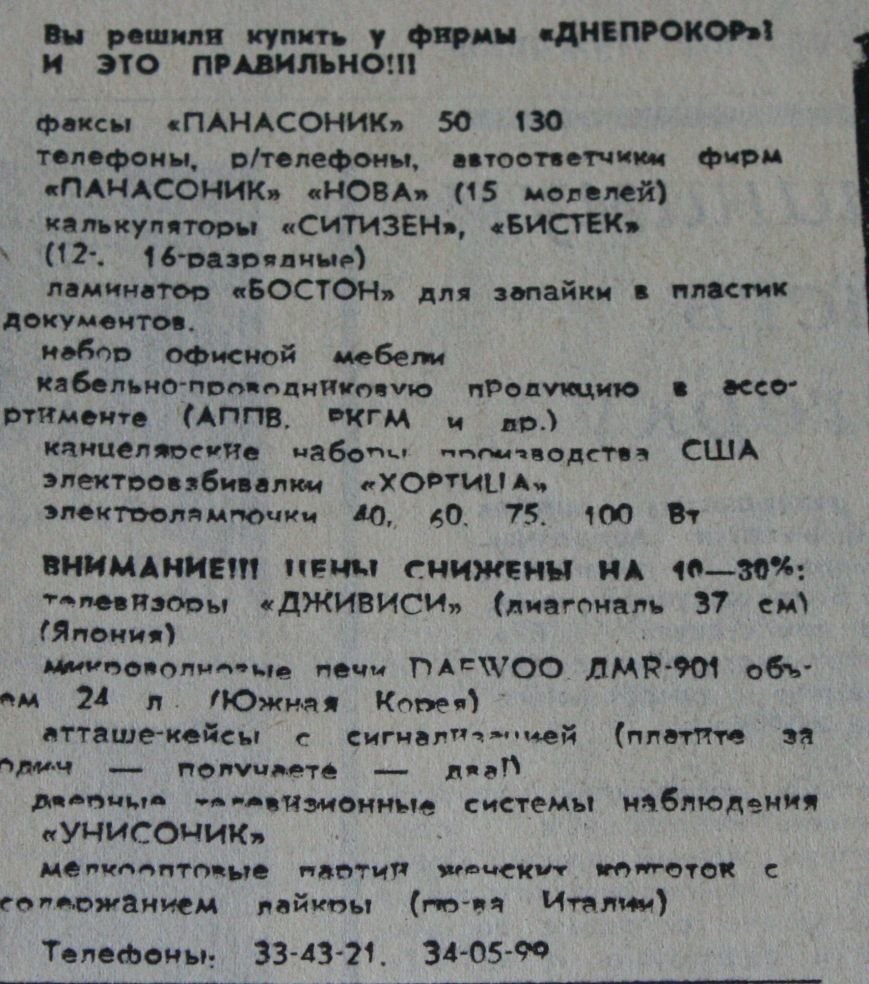 Вы решили купить у фирмы «ДНЕПРОКОР»?
И ЭТО ПРАВИЛЬНО!!!
факсы «ПАНАСОНИК» 50 130
телефоны, р/телефоны, автоответчики фирм
«ПАНАСОНИК» «НОВА» (15 моделей)
калькуляторы «СИТИЗЕН», «БИСТЕК»
(12-, 16-разрядные)
ламинатор «БОСТОН» для запайки в пластик
документов.
набор офисной мебели
кабельно-проводниковую продукцию в ассо-
ртименте (АППВ, РКГМ и др.)
канцелярские наборы производства США
электровзбивалки «ХОРТИЦА»
электролампочки 40, 60, 75, 100 Вт
ВНИМАНИЕ!!! ЦЕНЫ СНИЖЕНЫ НА 10—30%:
телевизоры «ДЖИВИСИ» (диагональ 37 см)
(Япония)
микроволновые печи DAEWOO ДМR-901 объ-
ем 24 л (Южная Корея)
атташе-кейсы с сигнализацией (платите за
один — получаете — два!)
дверные телевизионные системы наблюдения
«УНИСОНИК»
мелкооптовые партии женских колготок с
содержанием лайкры (пр-ва Италии)
Телефоны: 33-43-21, 34-05-99